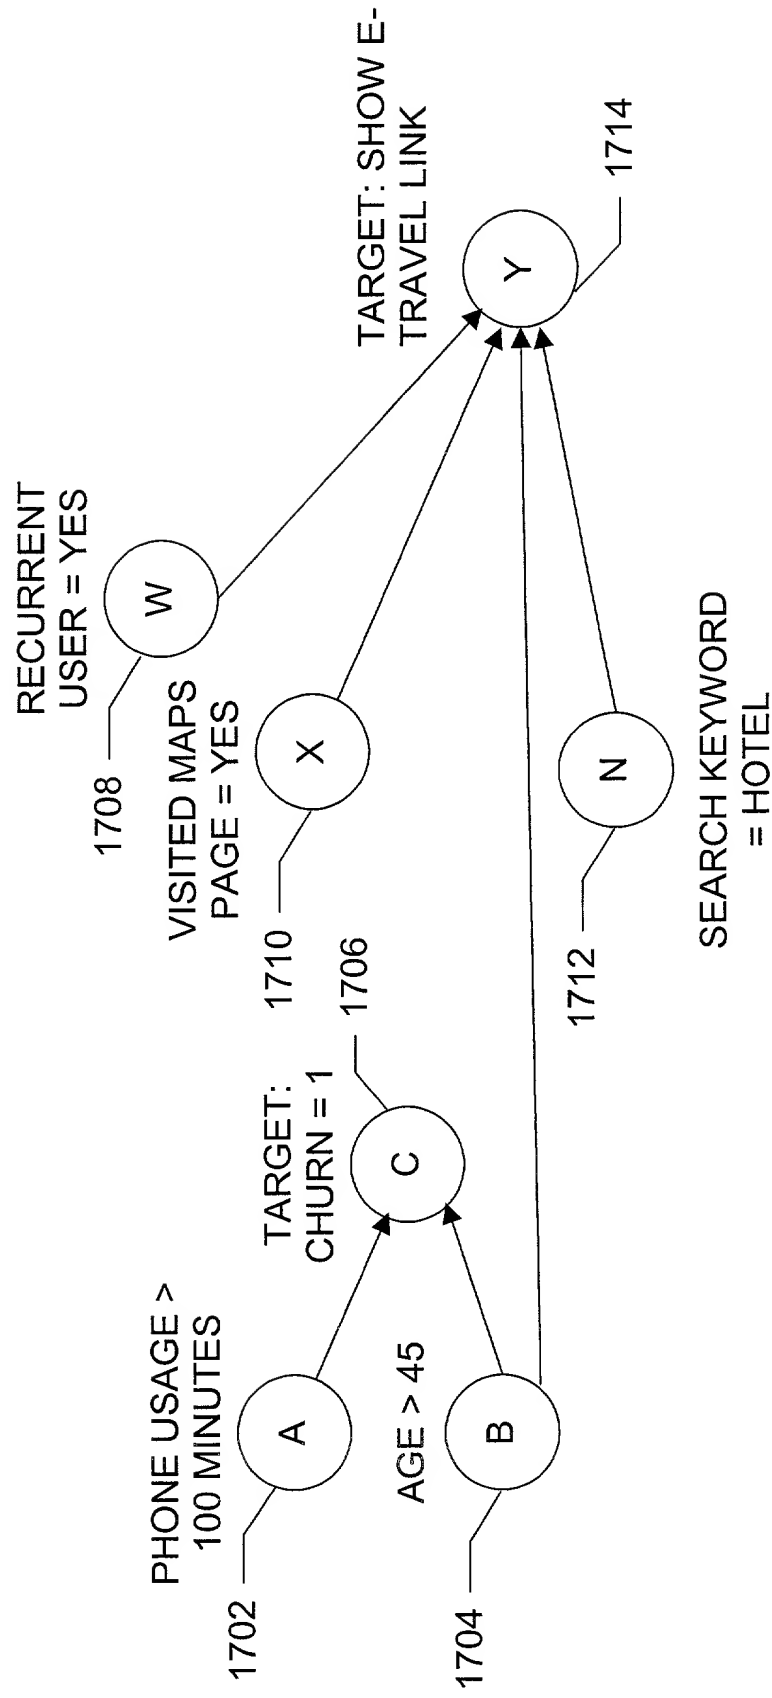 PHONE USAGE >
100 MINUTES
A
1702
AGE > 45
B
1704
TARGET:
CHURN = 1
C
1706
RECURRENT
USER = YES
W
1708
VISITED MAPS
PAGE = YES
X
1710
N
1712
SEARCH KEYWORD
= HOTEL
TARGET: SHOW E-
TRAVEL LINK
Y
1714